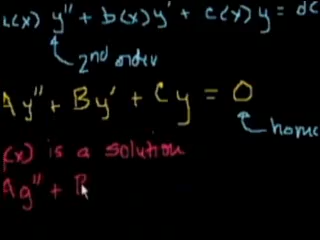 a(x) y" + b(x)y' + c(x)y = d(
2nd order
Ay" + By' + Cy = 0
homo
g(x) is a solution
Ag" + B